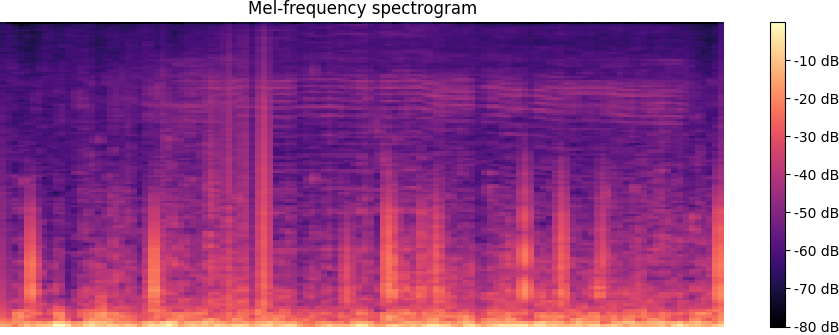 Mel-frequency spectrogram
-10 dB
-20 dB
-30 dB
-40 dB
-50 dB
-60 dB
-70 dB
-80 dB